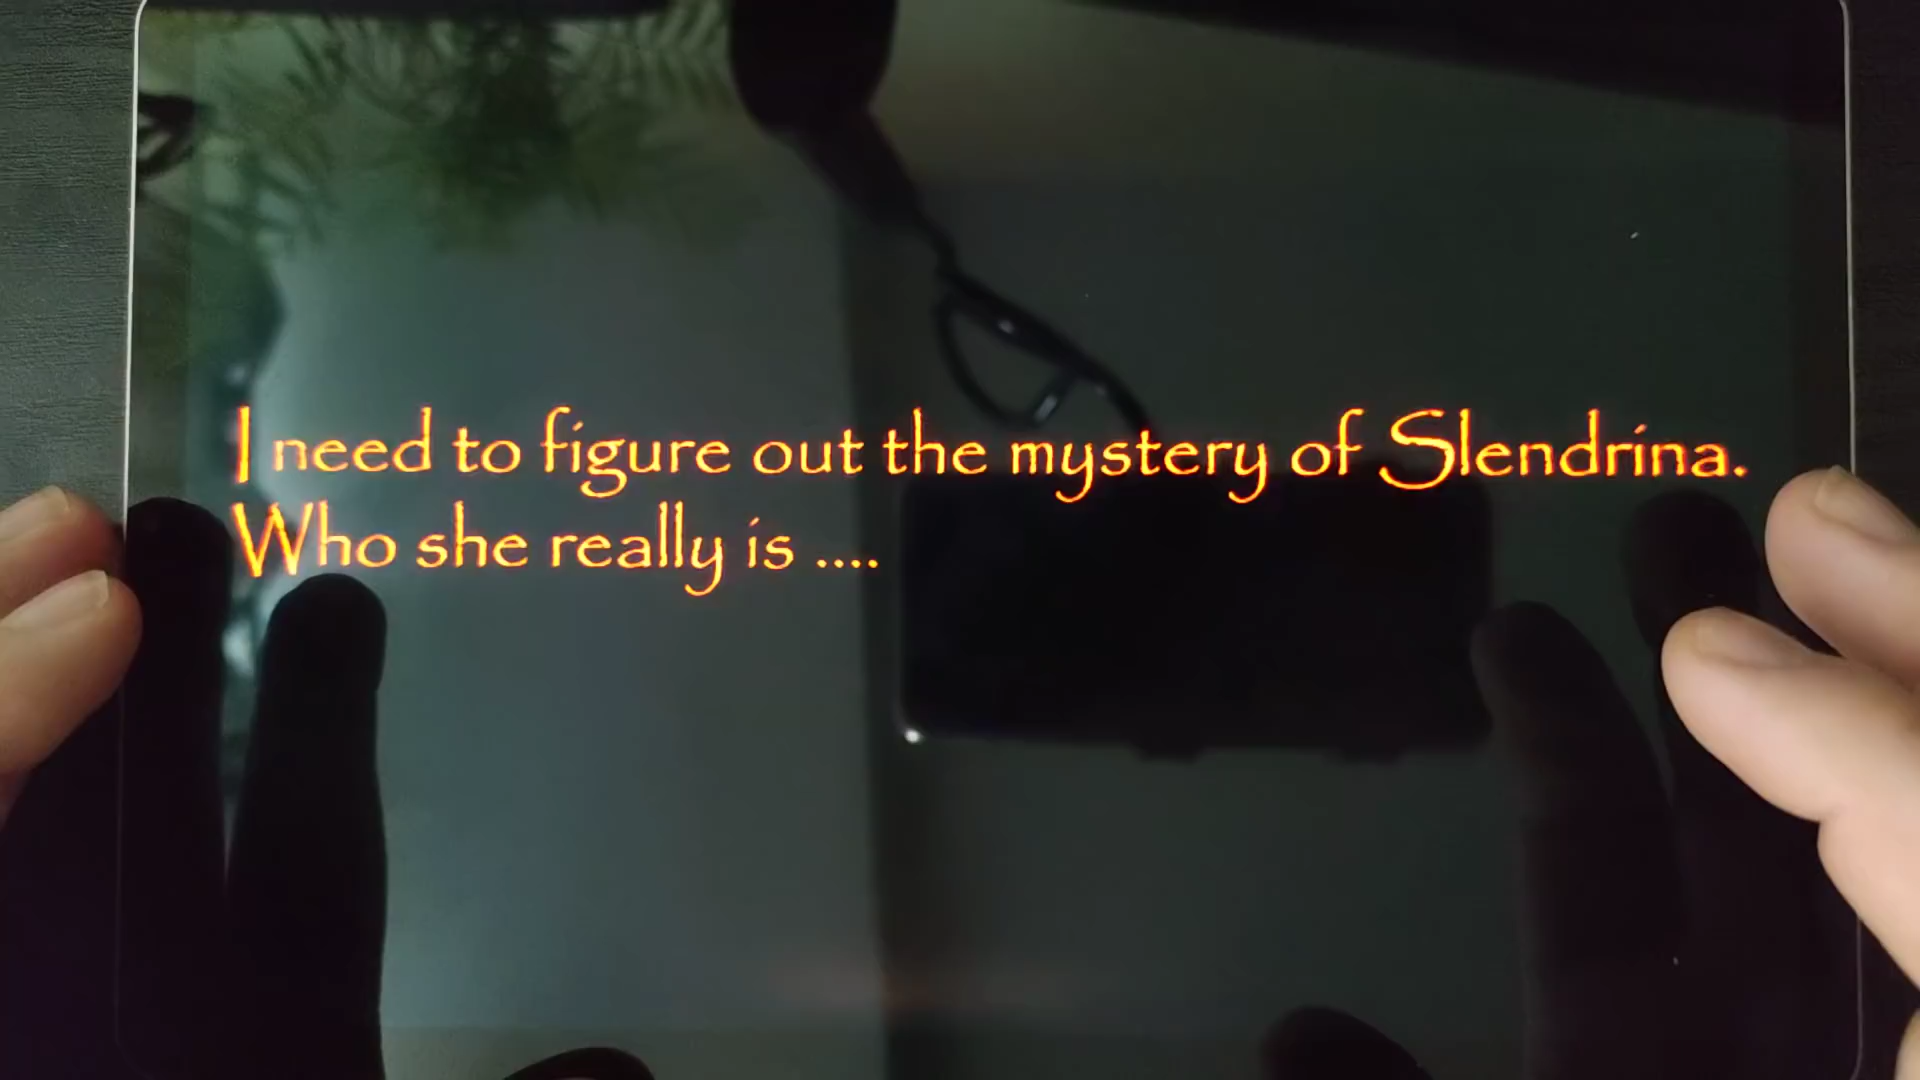 I need to figure out the mystery of Slendrina.
Who she really is ....